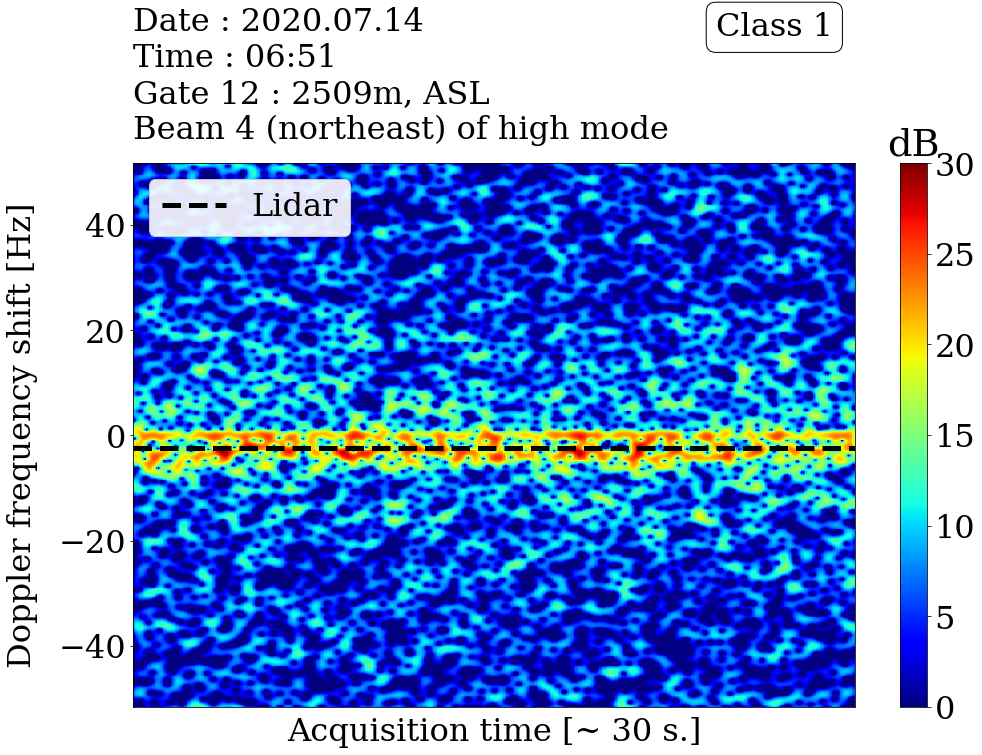 Date : 2020.07.14
Time : 06:51
Gate 12 : 2509m, ASL
Beam 4 (northeast) of high mode
Class 1
dB
Lidar
Doppler frequency shift [Hz]
40
20
0
−20
−40
30
25
20
15
10
5
0
Acquisition time [~ 30 s.]